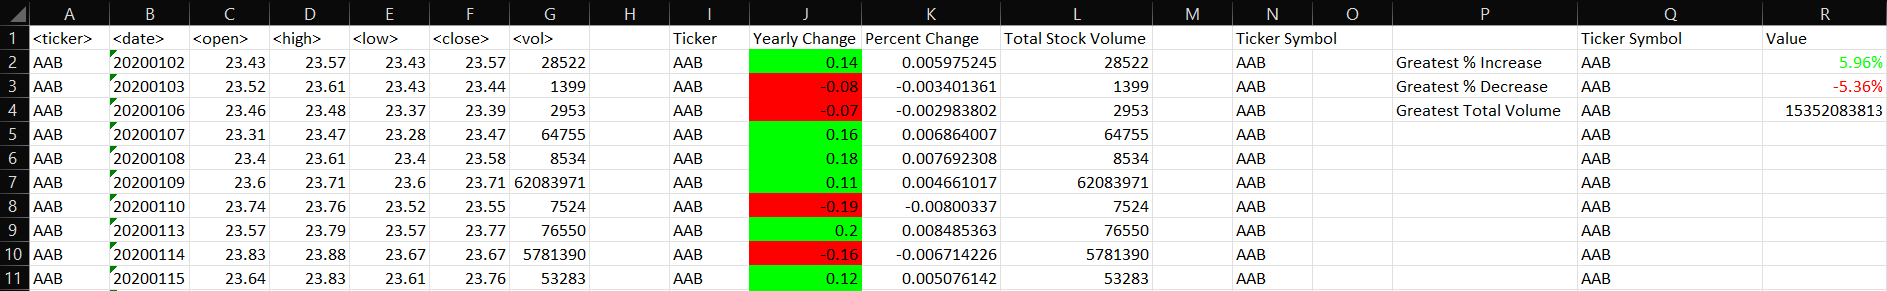 A B C D E F G H I J K L M N O P Q R
1 <ticker> <date> <open> <high> <low> <close> <vol> Ticker Yearly Change Percent Change Total Stock Volume Ticker Symbol Ticker Symbol Value
2 AAB 20200102 23.43 23.57 23.43 23.57 28522 AAB 0.14 0.005975245 28522 AAB Greatest % Increase AAB 5.96%
3 AAB 20200103 23.52 23.61 23.43 23.44 1399 AAB -0.08 -0.003401361 1399 AAB Greatest % Decrease AAB -5.36%
4 AAB 20200106 23.46 23.48 23.37 23.39 2953 AAB -0.07 -0.002983802 2953 AAB Greatest Total Volume AAB 15352083813
5 AAB 20200107 23.31 23.47 23.28 23.47 64755 AAB 0.16 0.006864007 64755 AAB AAB
6 AAB 20200108 23.4 23.61 23.4 23.58 8534 AAB 0.18 0.007692308 8534 AAB AAB
7 AAB 20200109 23.6 23.71 23.6 23.71 62083971 AAB 0.11 0.004661017 62083971 AAB AAB
8 AAB 20200110 23.74 23.76 23.52 23.55 7524 AAB -0.19 -0.00800337 7524 AAB AAB
9 AAB 20200113 23.57 23.79 23.57 23.77 76550 AAB 0.2 0.008485363 76550 AAB AAB
10 AAB 20200114 23.83 23.88 23.67 23.67 5781390 AAB -0.16 -0.006714226 5781390 AAB AAB
11 AAB 20200115 23.64 23.83 23.61 23.76 53283 AAB 0.12 0.005076142 53283 AAB AAB